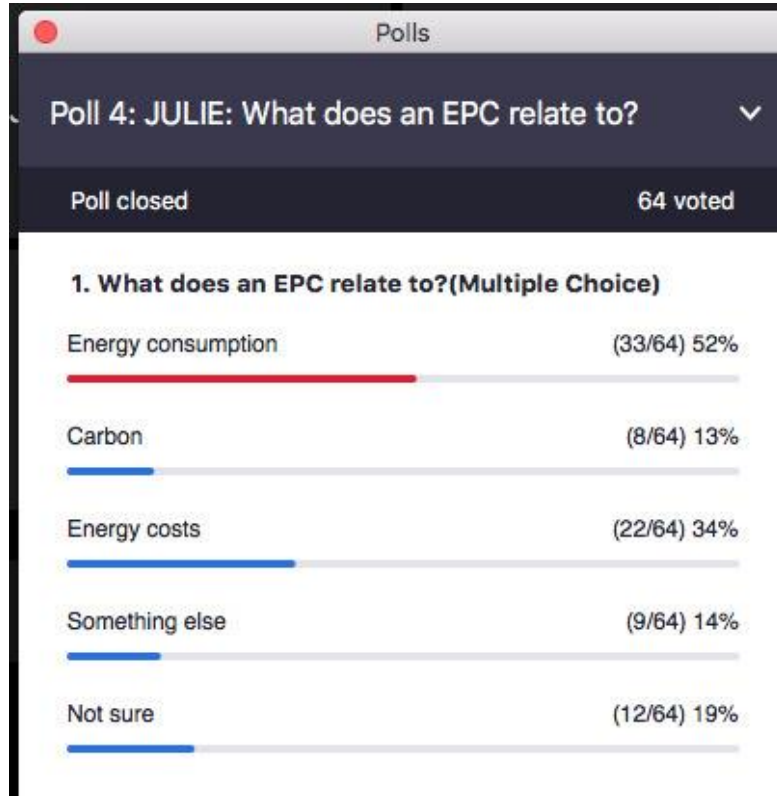 Polls
Poll 4: JULIE: What does an EPC relate to?
Poll closed 64 voted
1. What does an EPC relate to?(Multiple Choice)
Energy consumption (33/64) 52%
Carbon (8/64) 13%
Energy costs (22/64) 34%
Something else (9/64) 14%
Not sure (12/64) 19%